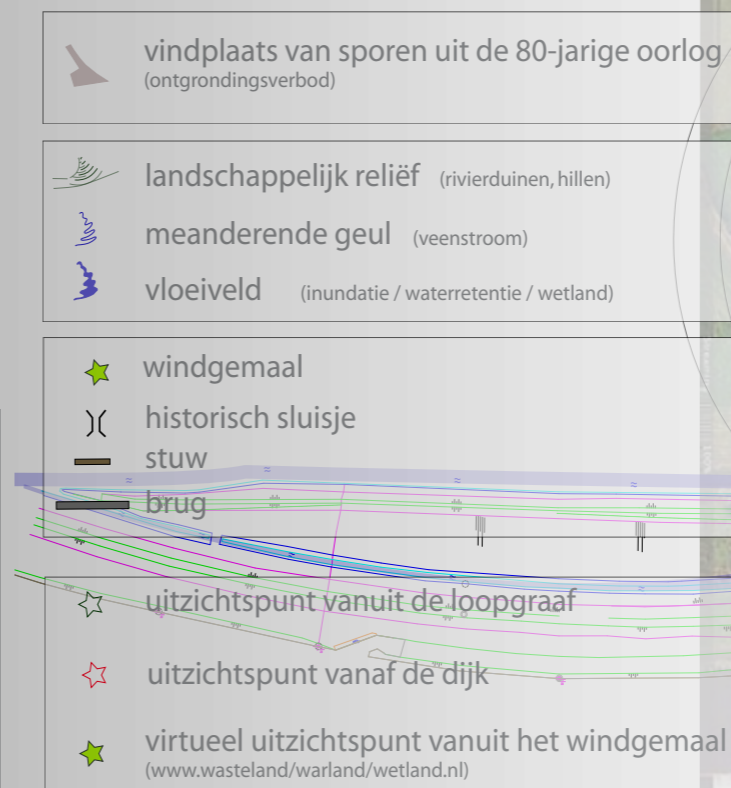 vindplaats van sporen uit de 80-jarige oorlog
(ontgrondingsverbod)
landschappelijk reliëf (rivierduinen, hillen)
meanderende geul (veenstroom)
vloeiveld (inundatie / waterretentie / wetland)
windgemaal
historisch sluisje
stuw
brug
uitzichtspunt vanuit de loopgraaf
uitzichtspunt vanaf de dijk
virtueel uitzichtspunt vanuit het windgemaal
(www.wasteland/warland/wetland.nl)